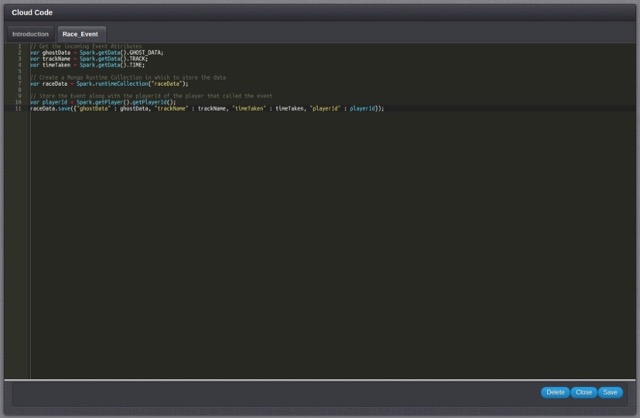 Cloud Code
Introduction Race_Event
1 // Get the incoming Event Attributes
2 var ghostData = Spark.getData().GHOST_DATA;
3 var trackName = Spark.getData().TRACK;
4 var timeTaken = Spark.getData().TIME;
5
6 // Create a Mongo Runtime Collection in which to store the data
7 var raceData = Spark.runtimeCollection("raceData");
8
9 // Store the Event along with the playerId of the player that called the event
10 var playerId = Spark.getPlayer().getPlayerId();
11 raceData.save({"ghostData" : ghostData, "trackName" : trackName, "timeTaken" : timeTaken, "playerId" : playerId});
Delete Close Save